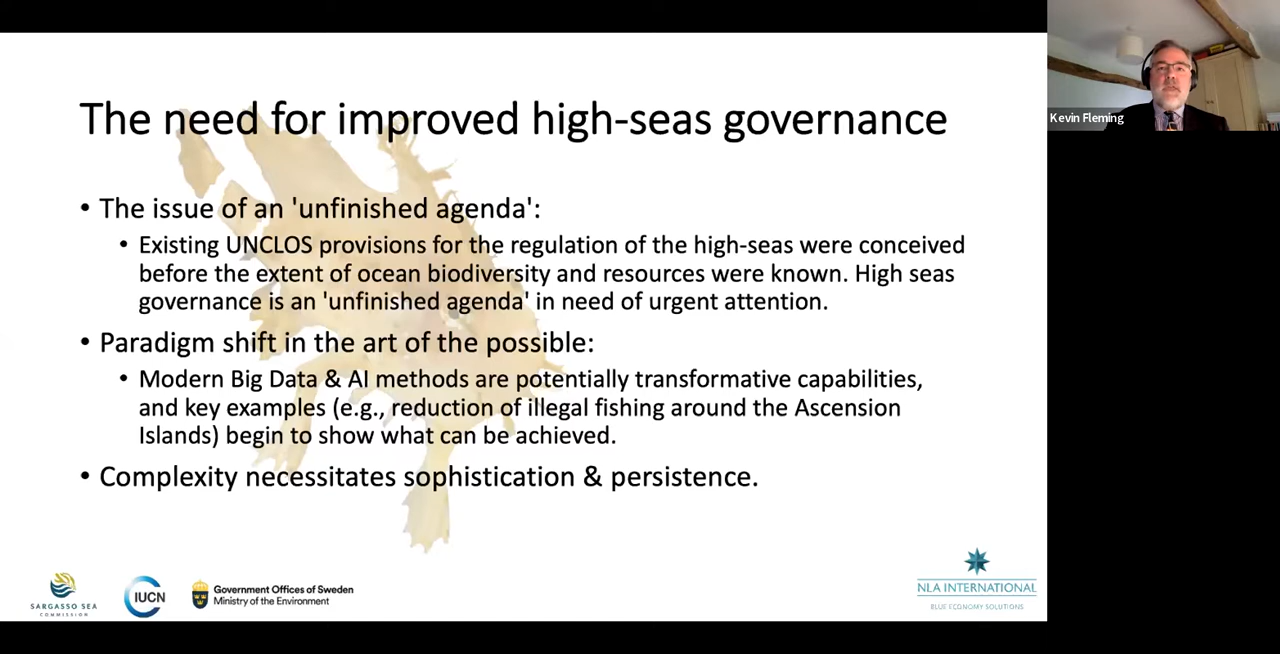 The need for improved high-seas governance
• The issue of an 'unfinished agenda':
• Existing UNCLOS provisions for the regulation of the high-seas were conceived
before the extent of ocean biodiversity and resources were known. High seas
governance is an 'unfinished agenda' in need of urgent attention.
• Paradigm shift in the art of the possible:
• Modern Big Data & AI methods are potentially transformative capabilities,
and key examples (e.g., reduction of illegal fishing around the Ascension
Islands) begin to show what can be achieved.
• Complexity necessitates sophistication & persistence.
SARGASSO SEA
COMMISSION
IUCN
Government Offices of Sweden
Ministry of the Environment
NLA INTERNATIONAL
BLUE ECONOMY SOLUTIONS
Kevin Fleming